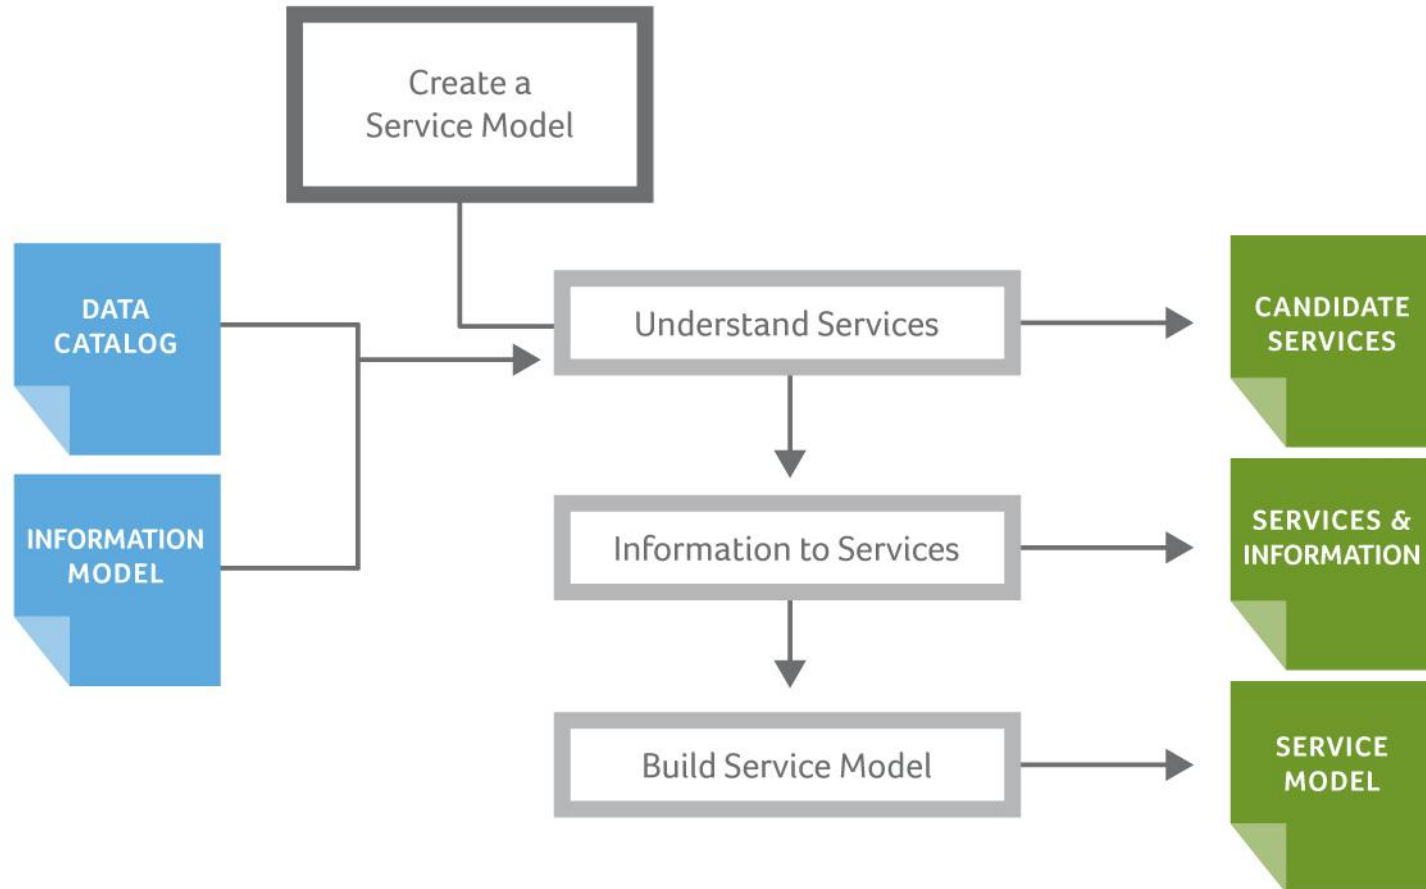 Create a
Service Model
DATA
CATALOG
INFORMATION
MODEL
Understand Services
Information to Services
Build Service Model
CANDIDATE
SERVICES
SERVICES &
INFORMATION
SERVICE
MODEL